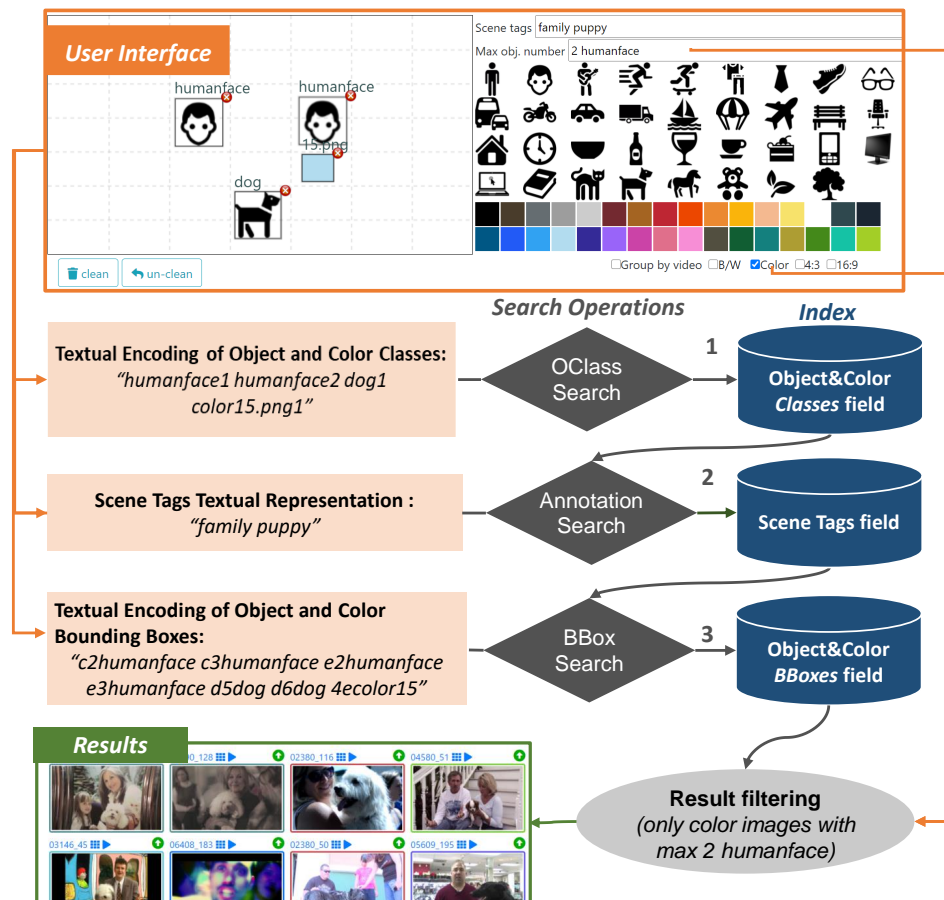 User Interface
Scene tags family puppy
Max obj. number 2 humanface
humanface
humanface
15.png
dog
clean
un-clean
Group by video B/W Color 4:3 16:9
Search Operations
Index
Textual Encoding of Object and Color Classes:
“humanface1 humanface2 dog1
color15.png1”
OClass
Search
1
Object&Color
Classes field
Scene Tags Textual Representation :
“family puppy”
Annotation
Search
2
Scene Tags field
Textual Encoding of Object and Color
Bounding Boxes:
“c2humanface c3humanface e2humanface
e3humanface d5dog d6dog 4ecolor15”
BBox
Search
3
Object&Color
BBoxes field
Results
02380_116
04580_51
03146_45
06408_183
02380_50
05609_195
Result filtering
(only color images with
max 2 humanface)